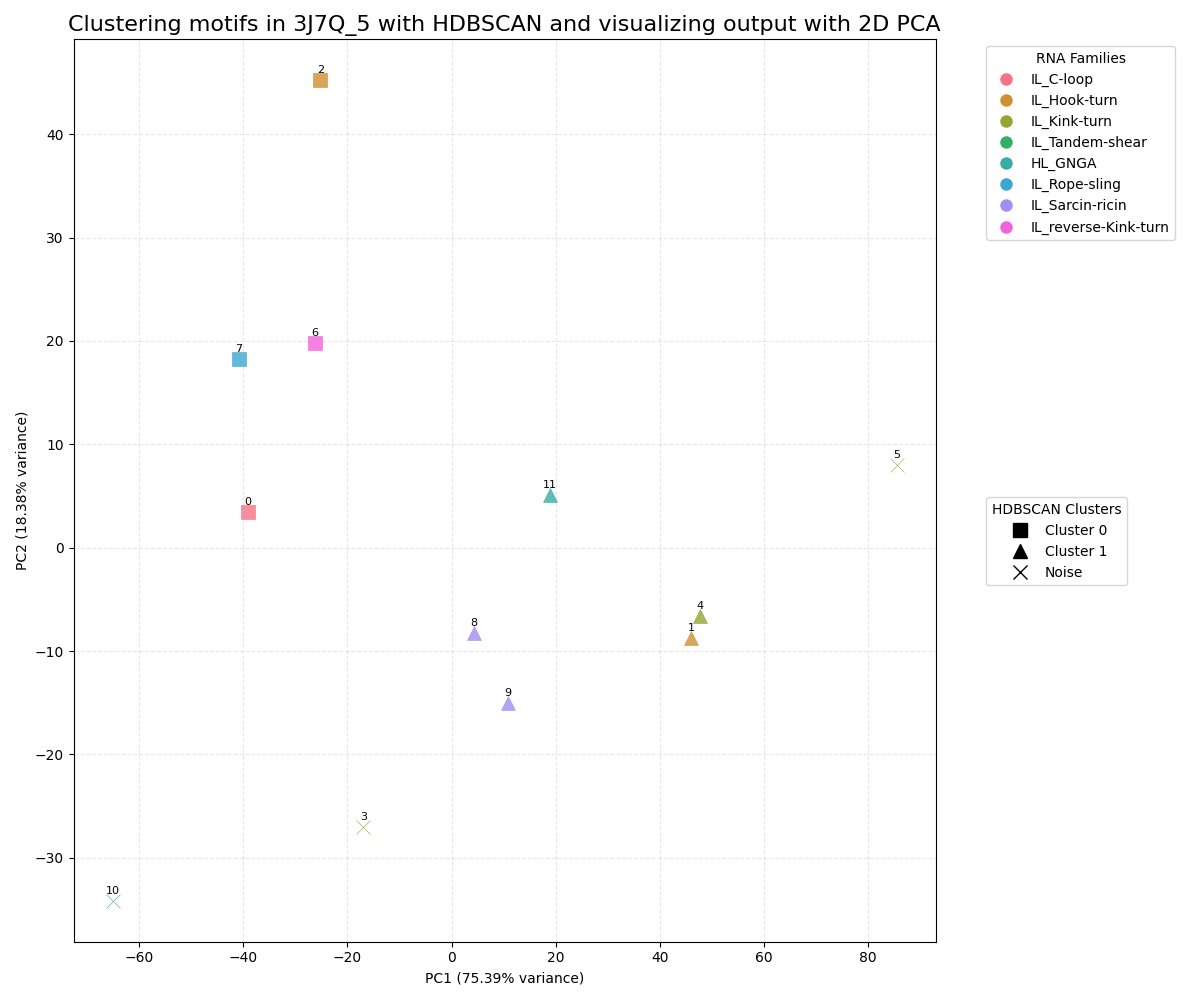 Clustering motifs in 3J7Q_5 with HDBSCAN and visualizing output with 2D PCA
2
6
7
0
11
5
4
1
8
9
3
10
40
30
20
10
0
−10
−20
−30
−60
−40
−20
0
20
40
60
80
PC1 (75.39% variance)
PC2 (18.38% variance)
RNA Families
IL_C-loop
IL_Hook-turn
IL_Kink-turn
IL_Tandem-shear
HL_GNGA
IL_Rope-sling
IL_Sarcin-ricin
IL_reverse-Kink-turn
HDBSCAN Clusters
Cluster 0
Cluster 1
Noise